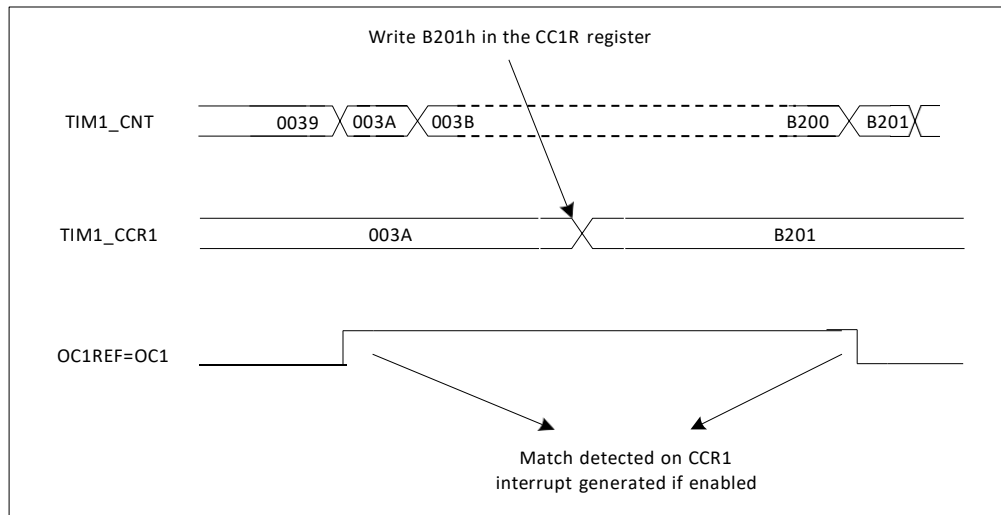 Write B201h in the CC1R register
TIM1_CNT 0039 003A 003B B200 B201
TIM1_CCR1 003A B201
OC1REF=OC1
Match detected on CCR1
interrupt generated if enabled